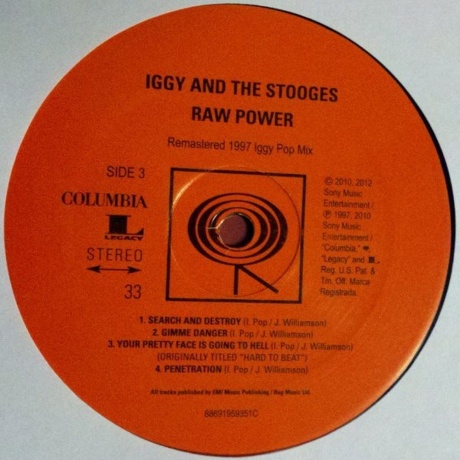 IGGY AND THE STOOGES
RAW POWER
Remastered 1997 Iggy Pop Mix
SIDE 3
COLUMBIA
L
LEGACY
STEREO
33
© 2010, 2012
Sony Music
Entertainment /
℗ 1997, 2010
Sony Music
Entertainment /
"Columbia,"
"Legacy" and L
Reg. U.S. Pat. &
Tm. Off. Marca
Registrada.
1. SEARCH AND DESTROY (I. Pop / J. Williamson)
2. GIMME DANGER (I. Pop / J. Williamson)
3. YOUR PRETTY FACE IS GOING TO HELL (I. Pop / J. Williamson)
(ORIGINALLY TITLED "HARD TO BEAT")
4. PENETRATION (I. Pop / J. Williamson)
All tracks published by EMI Music Publishing / Bug Music Ltd.
88691959351C